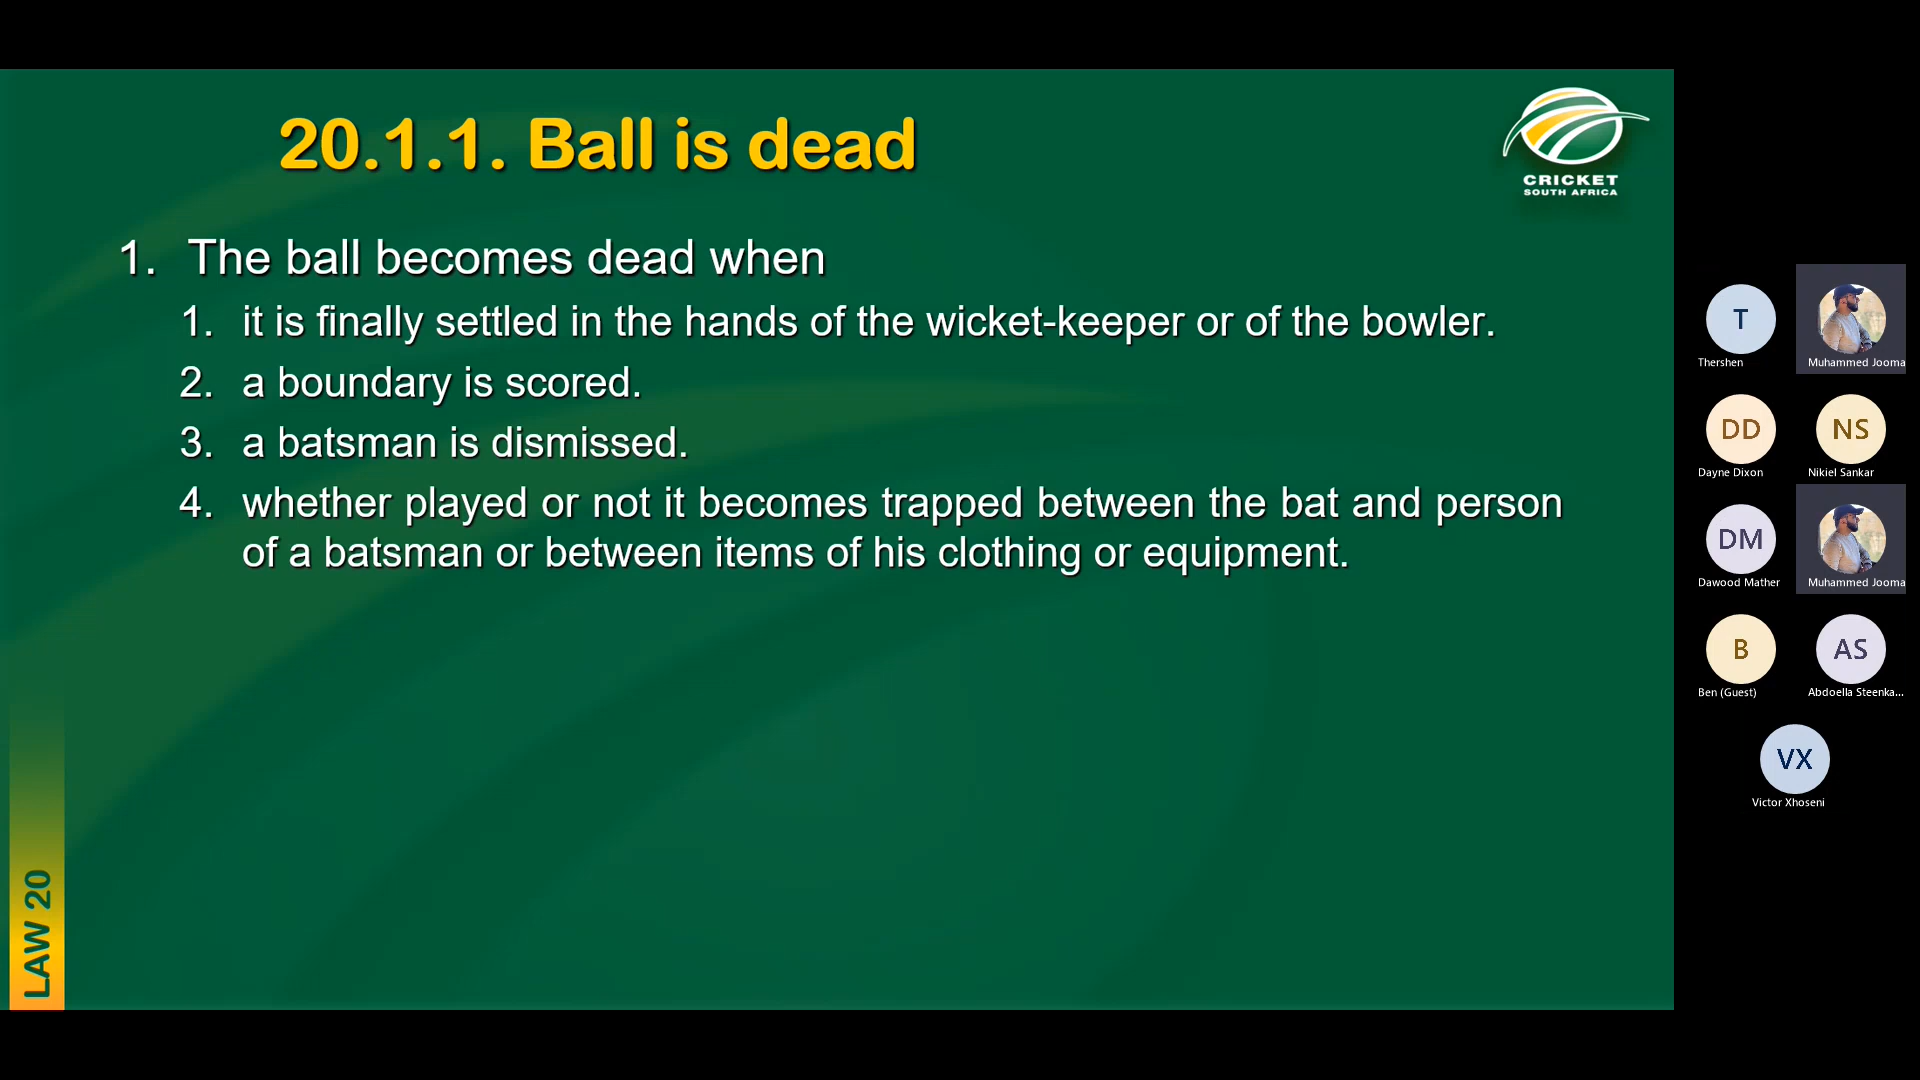 20.1.1. Ball is dead
CRICKET
SOUTH AFRICA
1. The ball becomes dead when
1. it is finally settled in the hands of the wicket-keeper or of the bowler.
2. a boundary is scored.
3. a batsman is dismissed.
4. whether played or not it becomes trapped between the bat and person
of a batsman or between items of his clothing or equipment.
LAW 20
T
Thershen
Muhammed Jooma
DD
Dayne Dixon
NS
Nikiel Sankar
DM
Dawood Mather
Muhammed Jooma
B
Ben (Guest)
AS
Abdoella Steenka...
VX
Victor Xhoseni